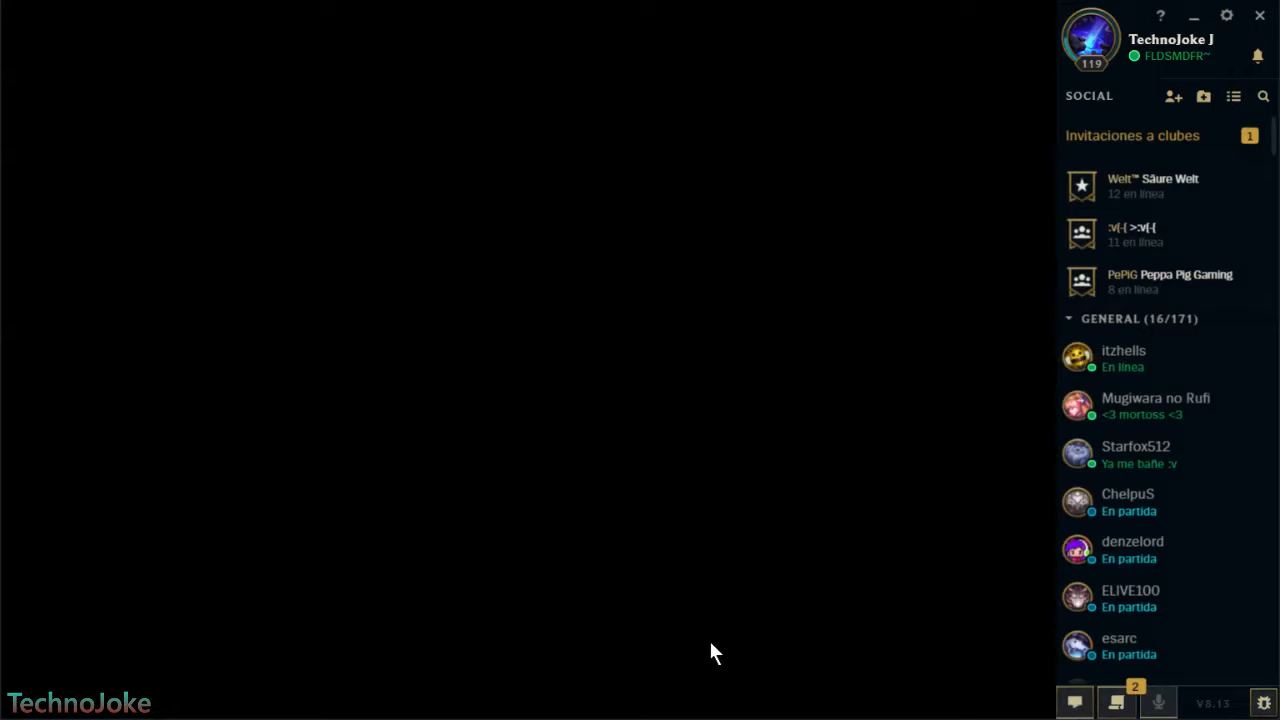 TechnoJoke J
119
FLDSMDFR~
SOCIAL
Invitaciones a clubes
1
Welt™ Säure Welt
12 en línea
:v[-[ >:v[-[
11 en línea
PePiG Peppa Pig Gaming
8 en línea
GENERAL (16/171)
itzhells
En línea
Mugiwara no Rufi
<3 mortoss <3
Starfox512
Ya me bañe :v
ChelpuS
En partida
denzelord
En partida
ELIVE100
En partida
esarc
En partida
2
V8.13
TechnoJoke